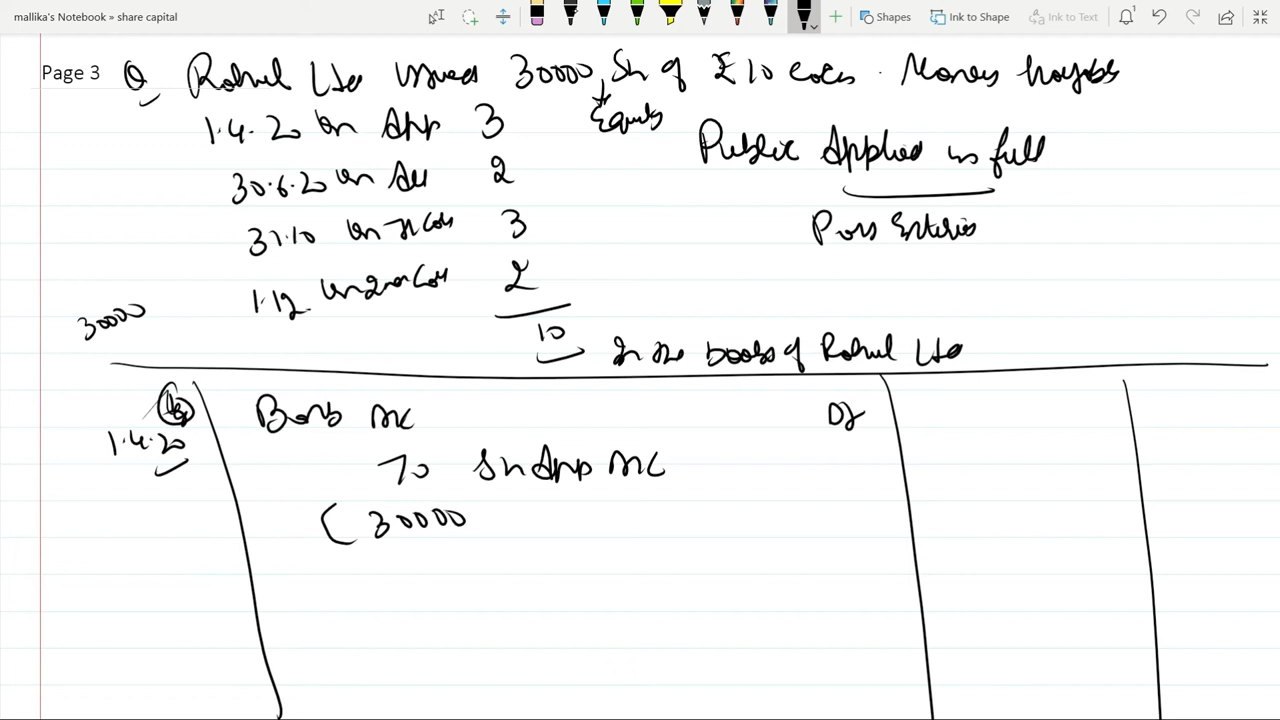 mallika's Notebook » share capital
Shapes
Ink to Shape
Ink to Text
Page 3
Q Rahul Ltd issued 30000 Sh of ₹10 each. Money payable
Equity
1.4.20 on App 3
Public Applied in full
30.6.20 on All 2
Pass Entries
31.10 on Ist Call 3
1.12 on 2nd Call 2
30000
10
In the books of Rahul Ltd
1.4.20
Bank A/C Dr
To Sh App A/C
(30000